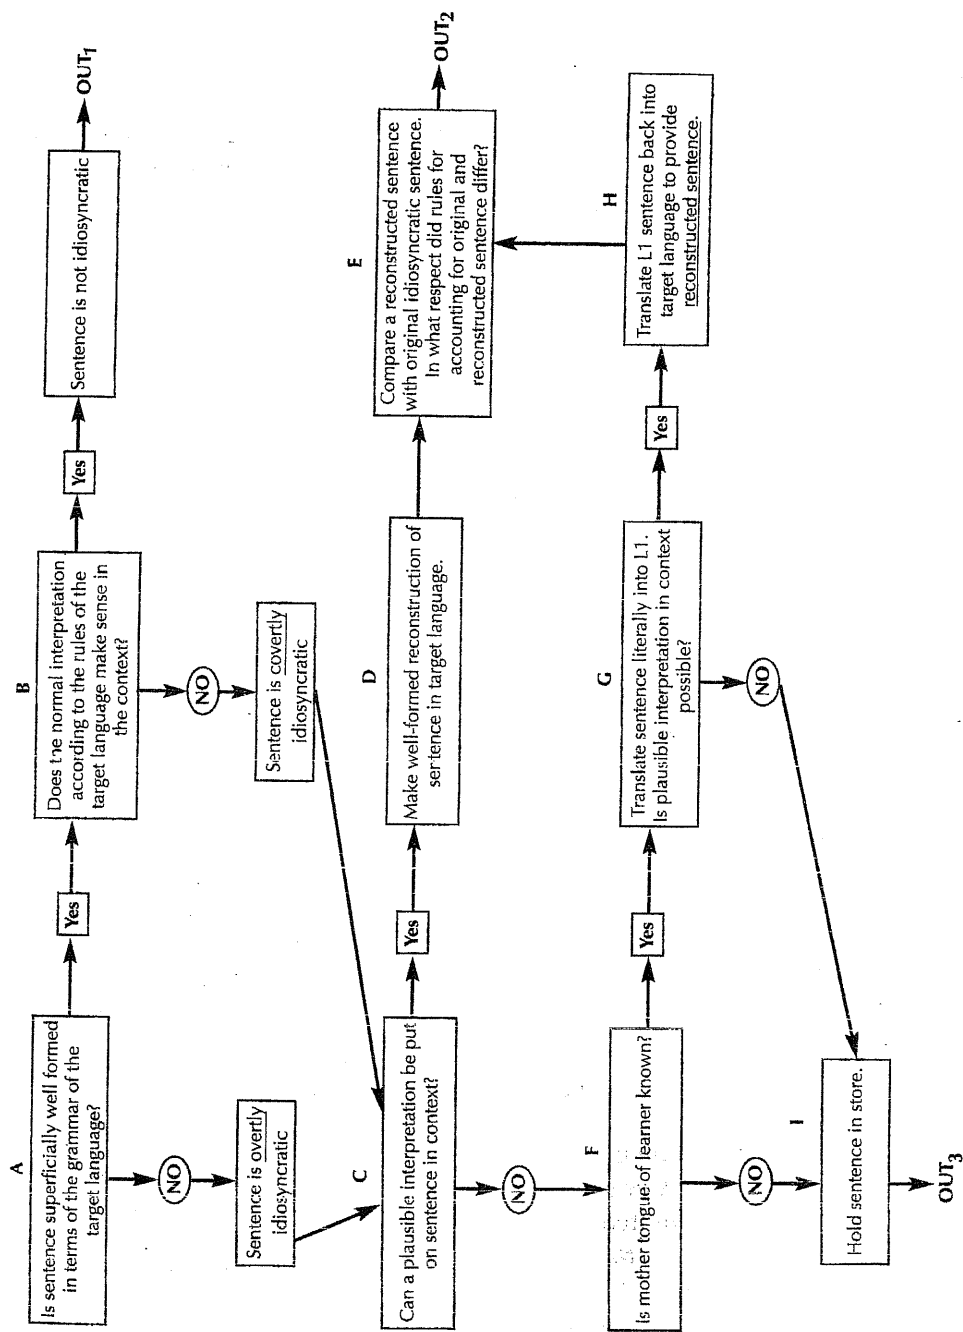 A
Is sentence superficially well formed
in terms of the grammar of the
target language?
Yes
B
Does the normal interpretation
according to the rules of the
target language make sense in
the context?
Yes
Sentence is not idiosyncratic
OUT1
NO
Sentence is overtly
idiosyncratic
NO
Sentence is covertly
idiosyncratic
C
Can a plausible interpretation be put
on sentence in context?
Yes
D
Make well-formed reconstruction of
sentence in target language.
E
Compare a reconstructed sentence
with original idiosyncratic sentence.
In what respect did rules for
accounting for original and
reconstructed sentence differ?
OUT2
NO
F
Is mother tongue of learner known?
Yes
G
Translate sentence literally into L1.
Is plausible interpretation in context
possible?
Yes
H
Translate L1 sentence back into
target language to provide
reconstructed sentence.
NO
NO
I
Hold sentence in store.
OUT3